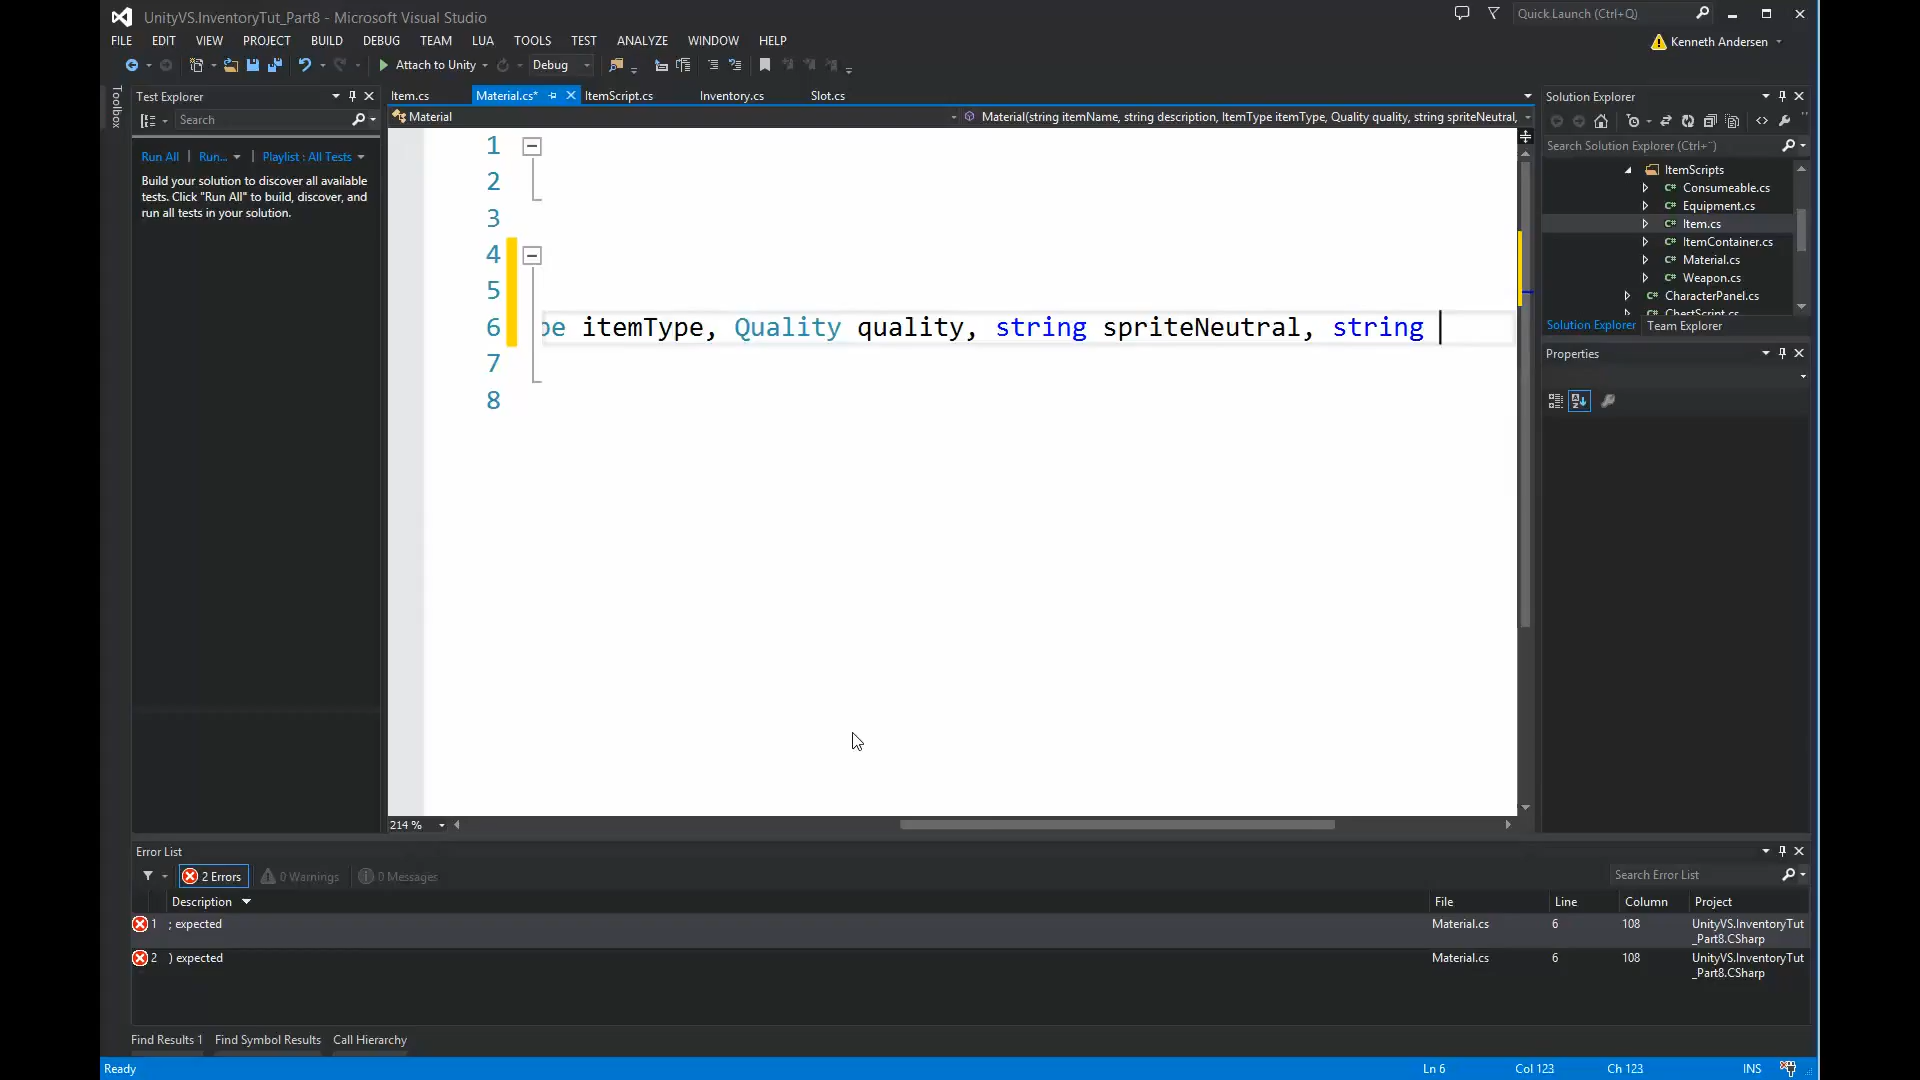 UnityVS.InventoryTut_Part8 - Microsoft Visual Studio
Quick Launch (Ctrl+Q)
FILE EDIT VIEW PROJECT BUILD DEBUG TEAM LUA TOOLS TEST ANALYZE WINDOW HELP
Kenneth Andersen
Attach to Unity
Debug
Toolbox
Test Explorer
Search
Run All | Run... | Playlist : All Tests
Build your solution to discover all available
tests. Click "Run All" to build, discover, and
run all tests in your solution.
Item.cs Material.cs* ItemScript.cs Inventory.cs Slot.cs
Material
Material(string itemName, string description, ItemType itemType, Quality quality, string spriteNeutral,
1
2
3
4
5
6 pe itemType, Quality quality, string spriteNeutral, string
7
8
214 %
Solution Explorer
Search Solution Explorer (Ctrl+¨)
ItemScripts
Consumeable.cs
Equipment.cs
Item.cs
ItemContainer.cs
Material.cs
Weapon.cs
CharacterPanel.cs
ChestScript.cs
Solution Explorer Team Explorer
Properties
Error List
2 Errors 0 Warnings 0 Messages
Search Error List
Description File Line Column Project
1 ; expected Material.cs 6 108 UnityVS.InventoryTut
_Part8.CSharp
2 ) expected Material.cs 6 108 UnityVS.InventoryTut
_Part8.CSharp
Find Results 1 Find Symbol Results Call Hierarchy
Ready Ln 6 Col 123 Ch 123 INS